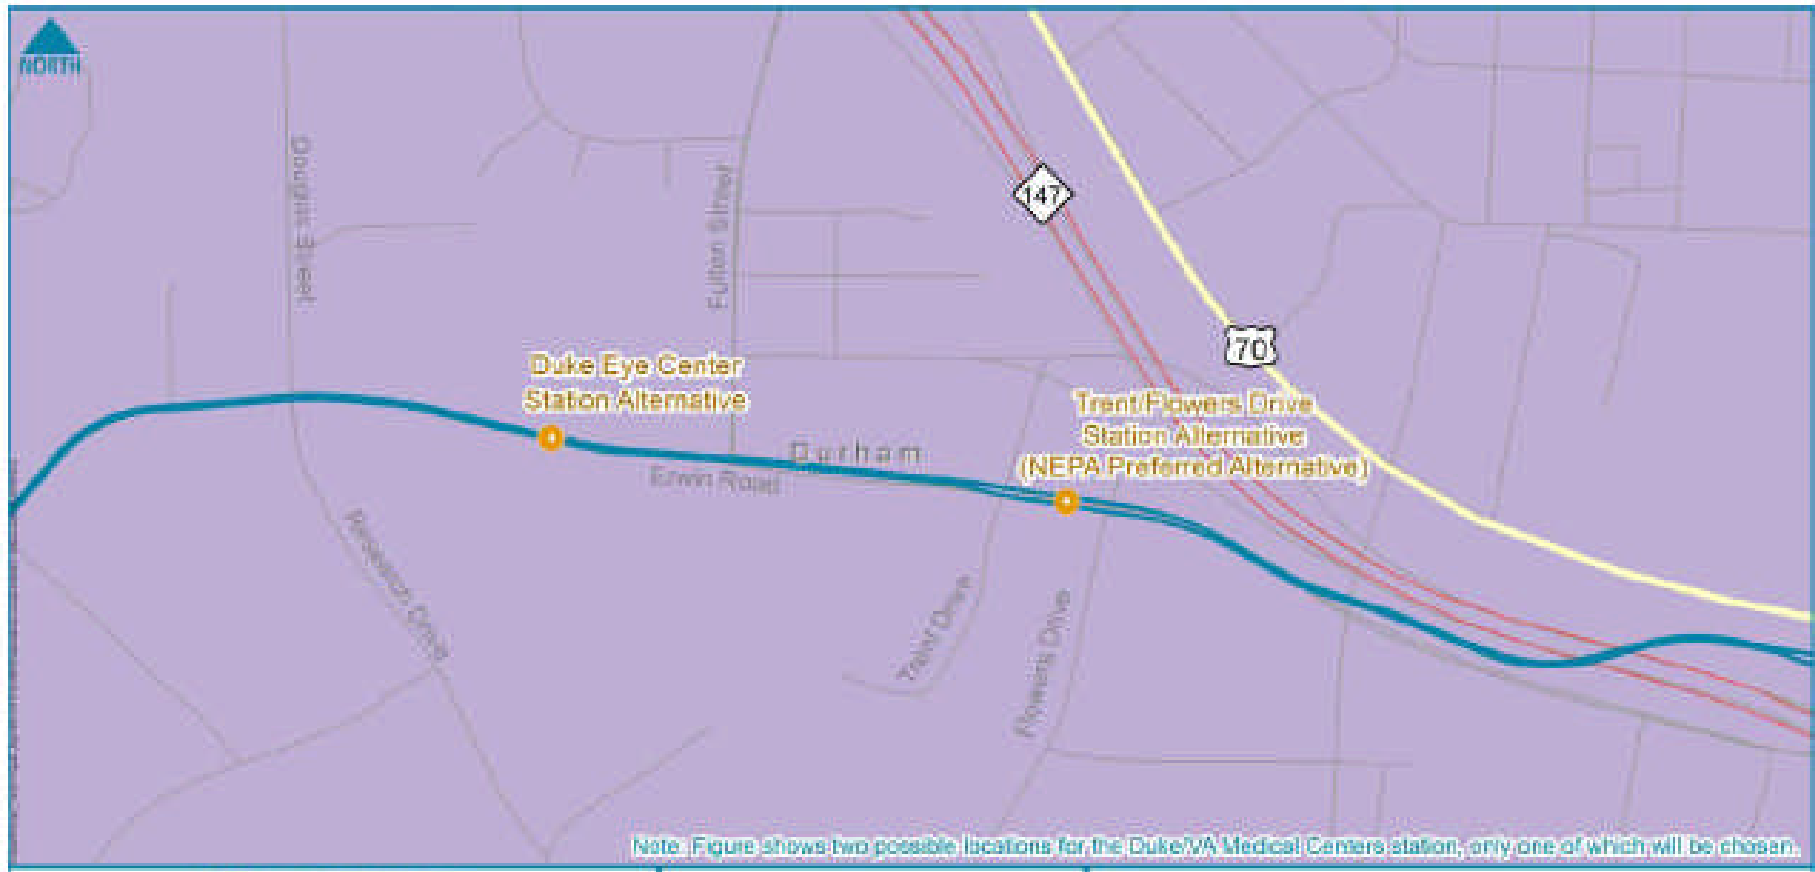 NORTH
Douglas Street
Fulton Street
147
70
Duke Eye Center
Station Alternative
Trent/Flowers Drive
Station Alternative
(NEPA Preferred Alternative)
Durham
Erwin Road
Research Drive
Trent Drive
Flowers Drive
Note: Figure shows two possible locations for the Duke/VA Medical Centers station, only one of which will be chosen.